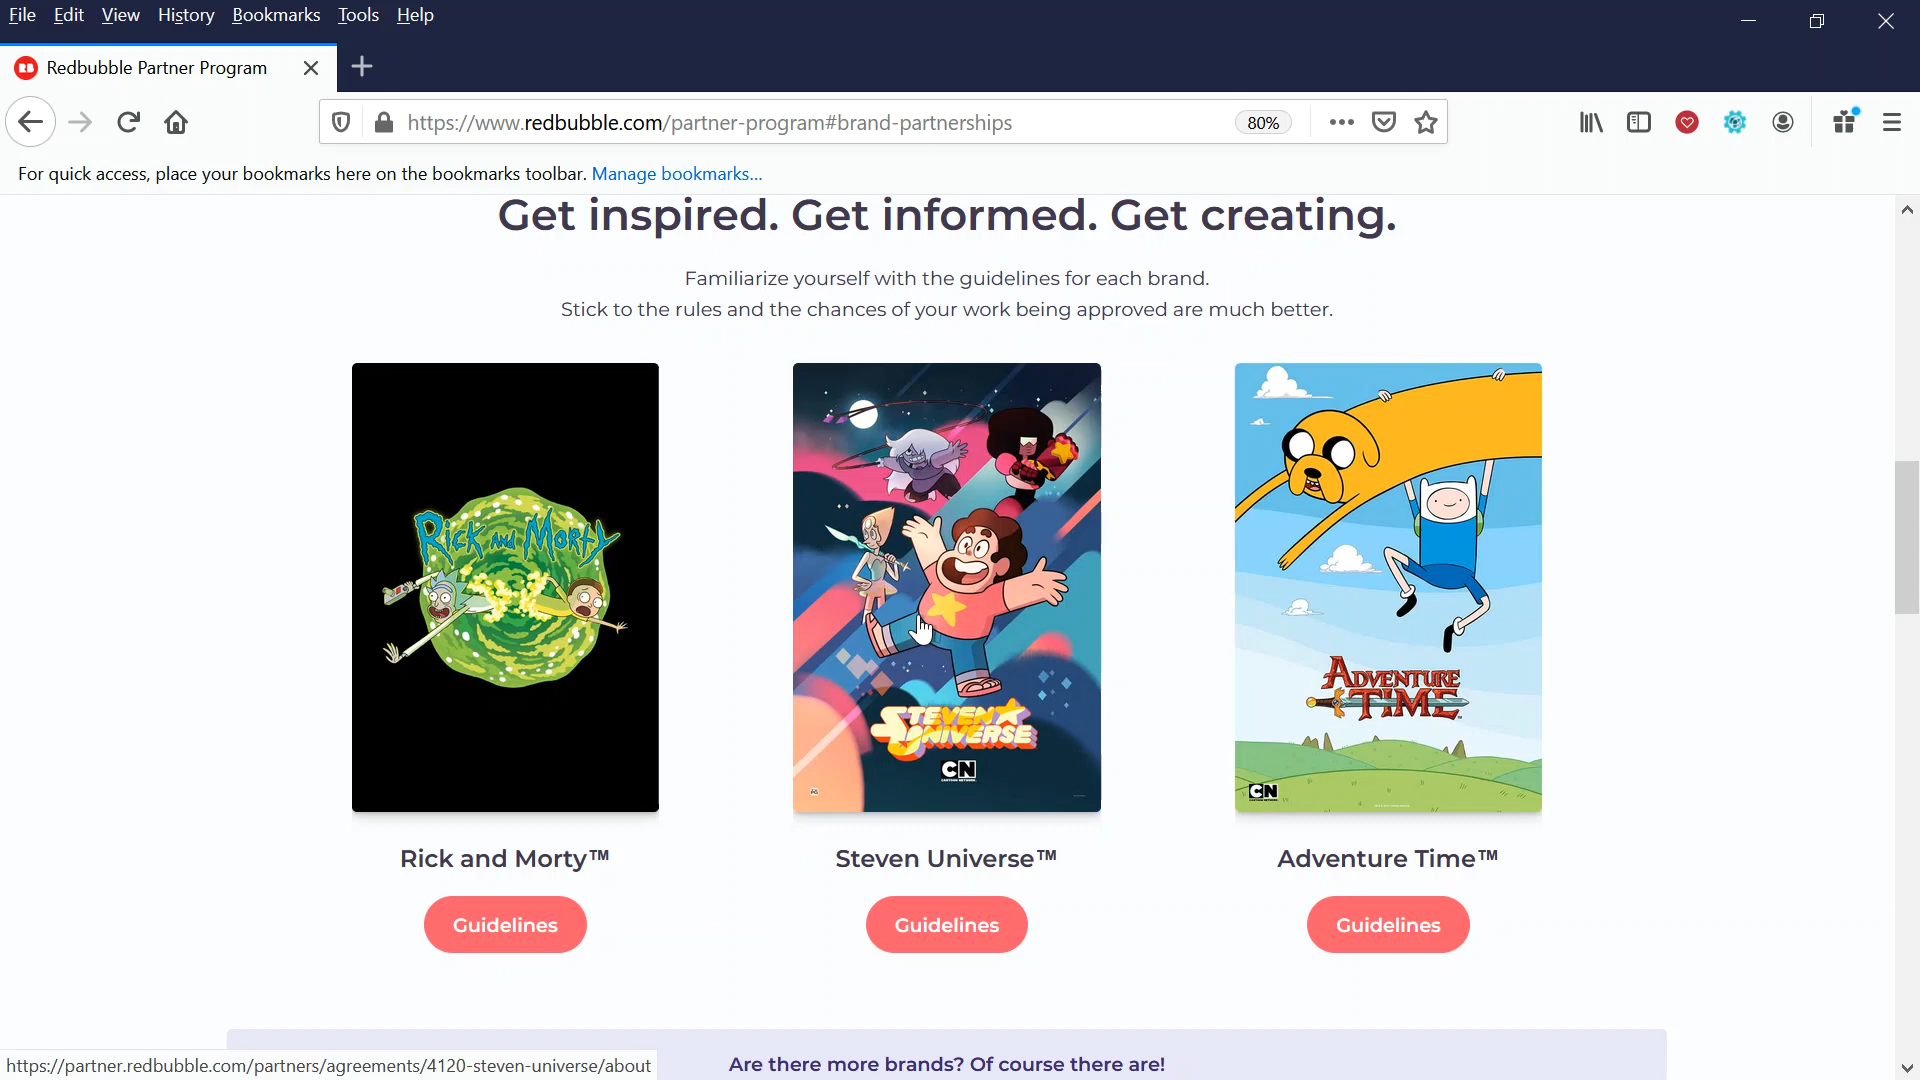 File Edit View History Bookmarks Tools Help
Redbubble Partner Program
https://www.redbubble.com/partner-program#brand-partnerships 80%
For quick access, place your bookmarks here on the bookmarks toolbar. Manage bookmarks...
Get inspired. Get informed. Get creating.
Familiarize yourself with the guidelines for each brand.
Stick to the rules and the chances of your work being approved are much better.
RICK AND MORTY
STEVEN UNIVERSE
CN
CARTOON NETWORK
ADVENTURE TIME
CN
CARTOON NETWORK
Rick and Morty™ Steven Universe™ Adventure Time™
Guidelines Guidelines Guidelines
Are there more brands? Of course there are!
https://partner.redbubble.com/partners/agreements/4120-steven-universe/about